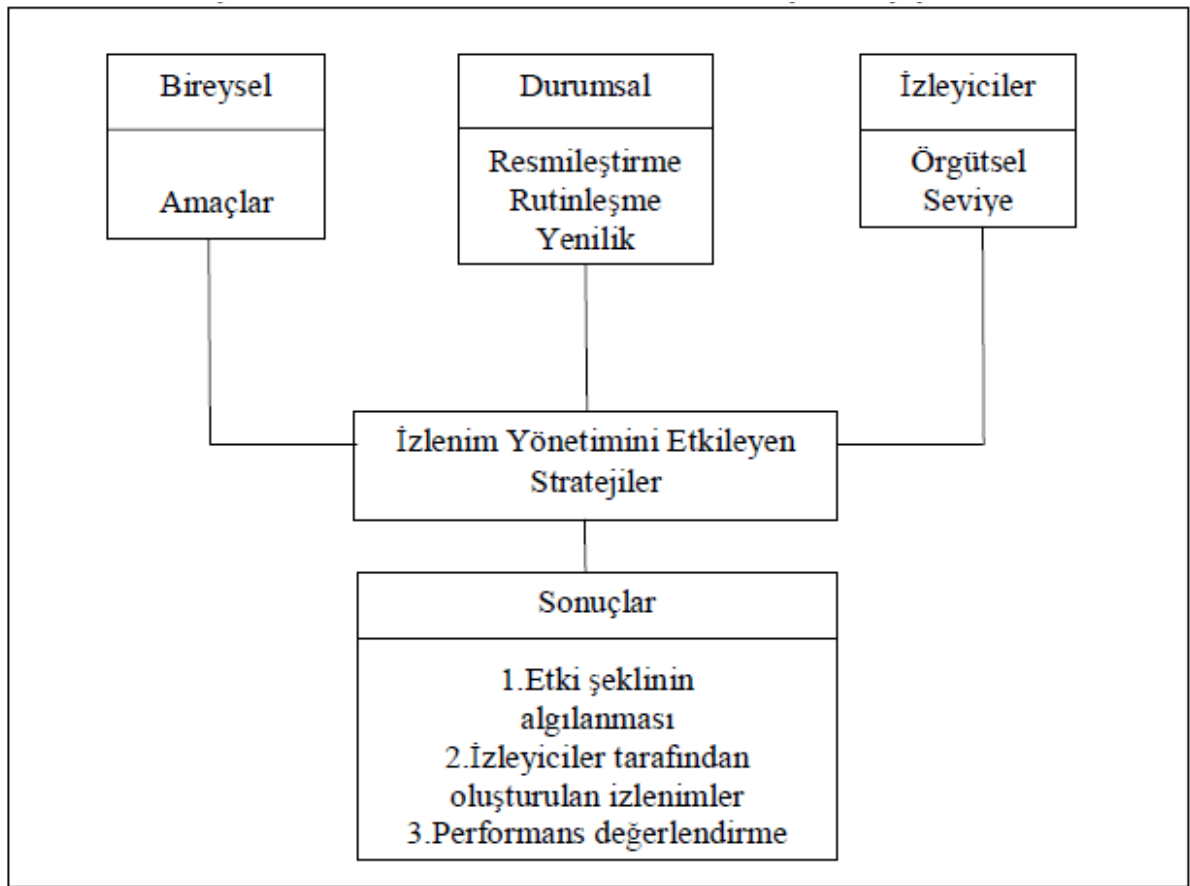 Bireysel
Amaçlar
Durumsal
Resmileştirme
Rutinleşme
Yenilik
İzleyiciler
Örgütsel
Seviye
İzlenim Yönetimini Etkileyen
Stratejiler
Sonuçlar
1.Etki şeklinin
algılanması
2.İzleyiciler tarafından
oluşturulan izlenimler
3.Performans değerlendirme